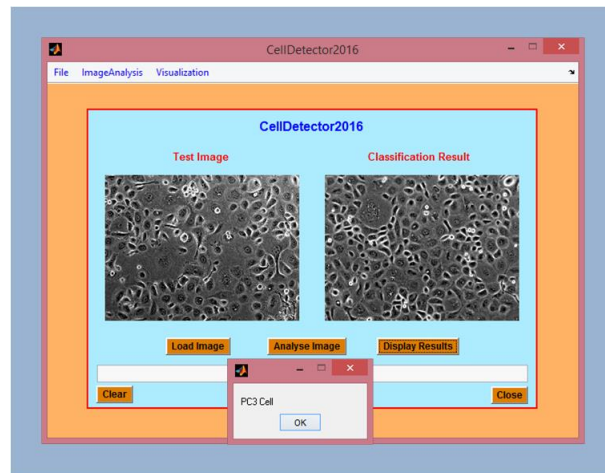 CellDetector2016
File ImageAnalysis Visualization
CellDetector2016
Test Image Classification Result
Load Image Analyse Image Display Results
Clear Close
PC3 Cell
OK